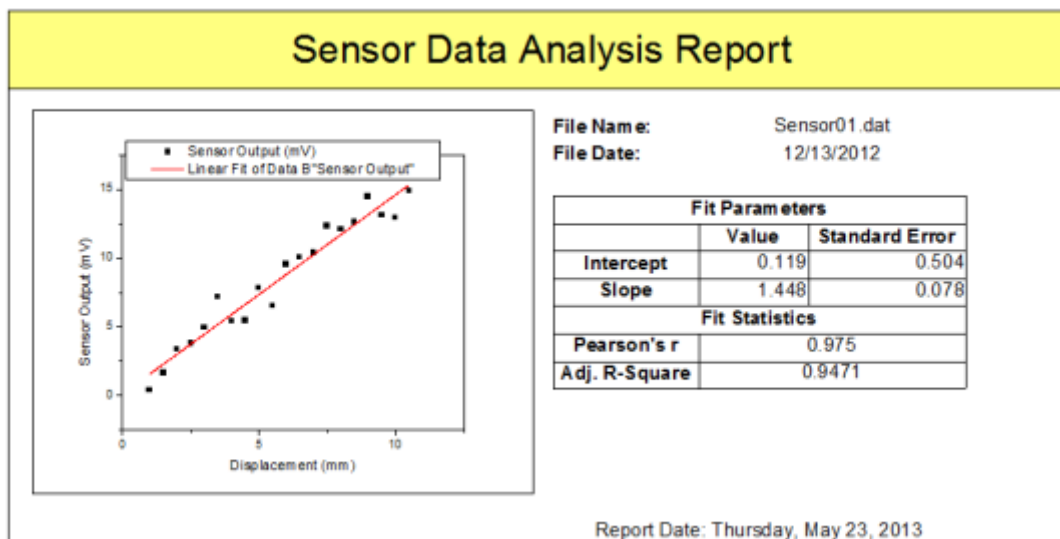 Sensor Data Analysis Report
Sensor Output (mV)
Linear Fit of Data B"Sensor Output"
15
10
5
0
Sensor Output (mV)
0 5 10
Displacement (mm)
File Name: Sensor01.dat
File Date: 12/13/2012
Fit Parameters
Value Standard Error
Intercept 0.119 0.504
Slope 1.448 0.078
Fit Statistics
Pearson's r 0.975
Adj. R-Square 0.9471
Report Date: Thursday, May 23, 2013